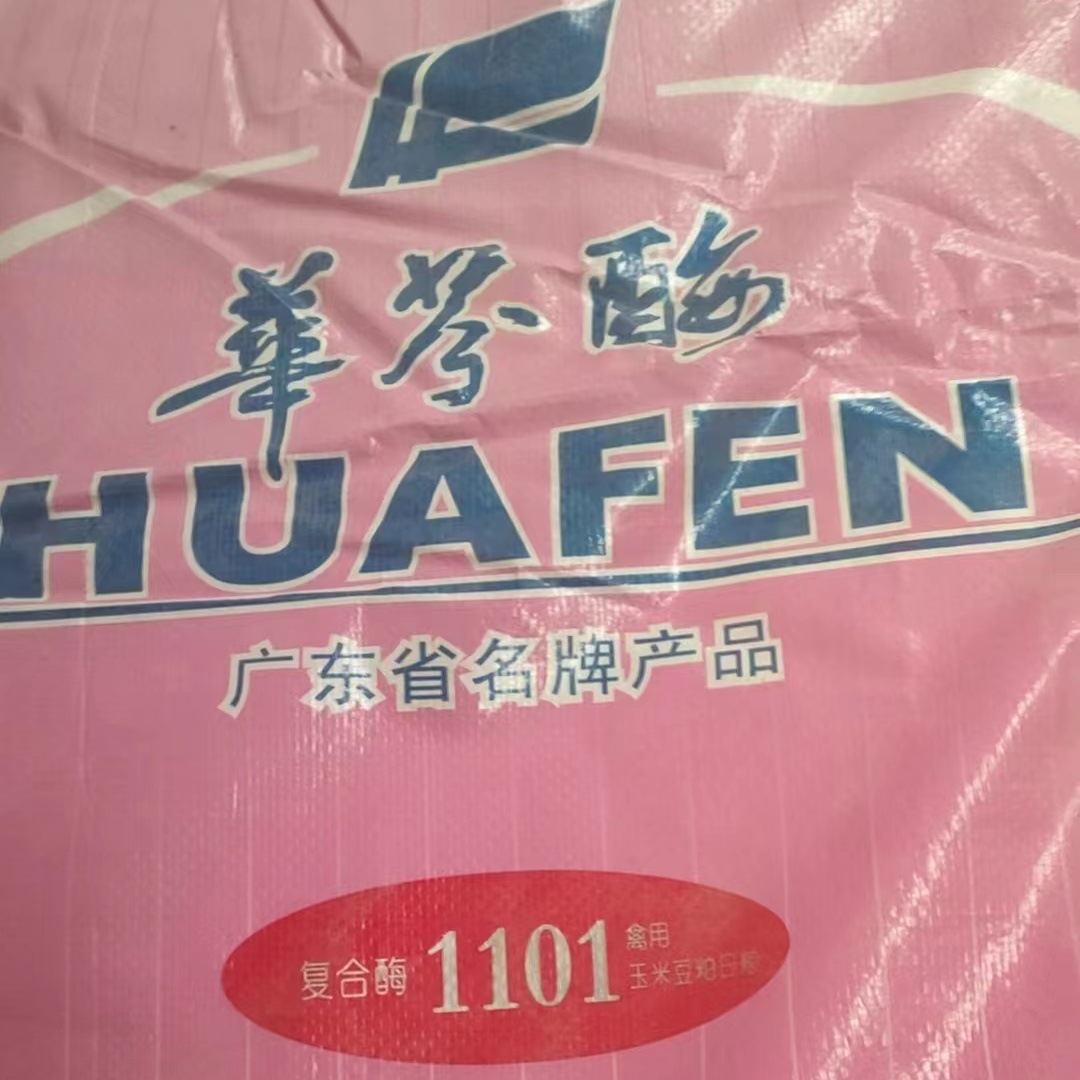 華芬酶
HUAFEN
广东省名牌产品
复合酶 1101 禽用
玉米豆粕日粮